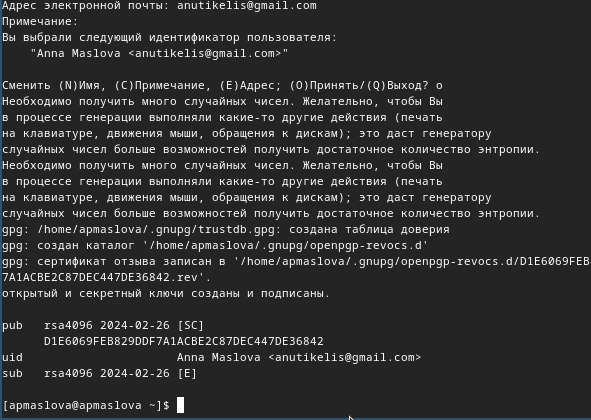 Адрес электронной почты: anutikelis@gmail.com
Примечание:
Вы выбрали следующий идентификатор пользователя:
    "Anna Maslova <anutikelis@gmail.com>"

Сменить (N)Имя, (C)Примечание, (E)Адрес; (O)Принять/(Q)Выход? o
Необходимо получить много случайных чисел. Желательно, чтобы Вы
в процессе генерации выполняли какие-то другие действия (печать
на клавиатуре, движения мыши, обращения к дискам); это даст генератору
случайных чисел больше возможностей получить достаточное количество энтропии.
Необходимо получить много случайных чисел. Желательно, чтобы Вы
в процессе генерации выполняли какие-то другие действия (печать
на клавиатуре, движения мыши, обращения к дискам); это даст генератору
случайных чисел больше возможностей получить достаточное количество энтропии.
gpg: /home/apmaslova/.gnupg/trustdb.gpg: создана таблица доверия
gpg: создан каталог '/home/apmaslova/.gnupg/openpgp-revocs.d'
gpg: сертификат отзыва записан в '/home/apmaslova/.gnupg/openpgp-revocs.d/D1E6069FEB
7A1ACBE2C87DEC447DE36842.rev'.
открытый и секретный ключи созданы и подписаны.

pub   rsa4096 2024-02-26 [SC]
      D1E6069FEB829DDF7A1ACBE2C87DEC447DE36842
uid                      Anna Maslova <anutikelis@gmail.com>
sub   rsa4096 2024-02-26 [E]

[apmaslova@apmaslova ~]$